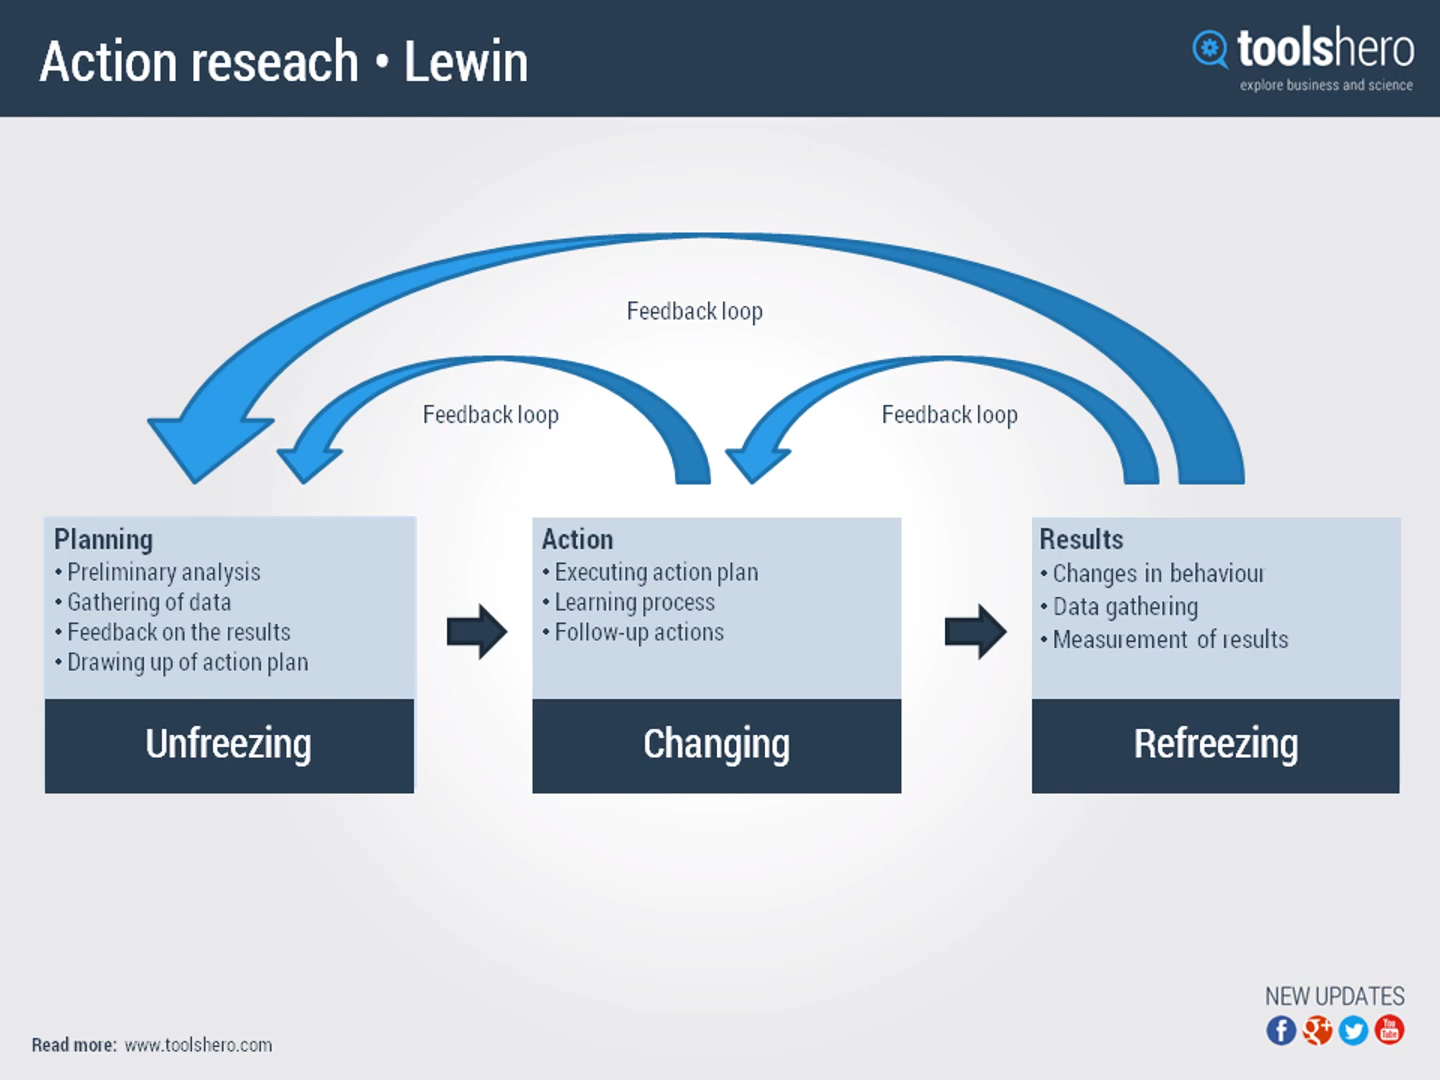 Action reseach • Lewin
toolshero
explore business and science
Feedback loop
Feedback loop
Feedback loop
Planning
• Preliminary analysis
• Gathering of data
• Feedback on the results
• Drawing up of action plan
Unfreezing
Action
• Executing action plan
• Learning process
• Follow-up actions
Changing
Results
• Changes in behaviour
• Data gathering
• Measurement of results
Refreezing
NEW UPDATES
f
g+
You
Tube
Read more: www.toolshero.com